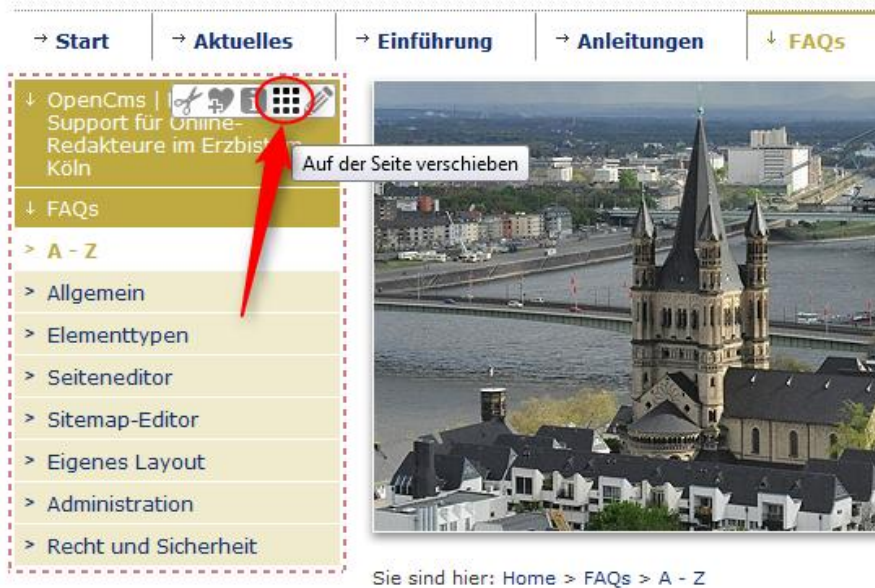 → Start
→ Aktuelles
→ Einführung
→ Anleitungen
↓ FAQs
↓ OpenCms |
Support für Online-
Redakteure im Erzbistum
Köln
Auf der Seite verschieben
↓ FAQs
> A - Z
> Allgemein
> Elementtypen
> Seiteneditor
> Sitemap-Editor
> Eigenes Layout
> Administration
> Recht und Sicherheit
Sie sind hier: Home > FAQs > A - Z